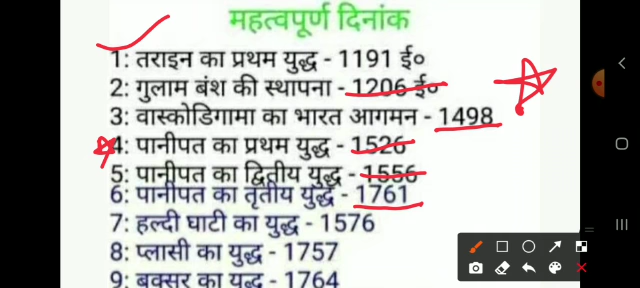 महत्वपूर्ण दिनांक
1: तराइन का प्रथम युद्ध - 1191 ई०
2: गुलाम बंश की स्थापना - 1206 ई०
3: वास्कोडिगामा का भारत आगमन - 1498
4: पानीपत का प्रथम युद्ध - 1526
5: पानीपत का द्वितीय युद्ध - 1556
6: पानीपत का तृतीय युद्ध - 1761
7: हल्दी घाटी का युद्ध - 1576
8: प्लासी का युद्ध - 1757
9: बक्सर का युद्ध - 1764